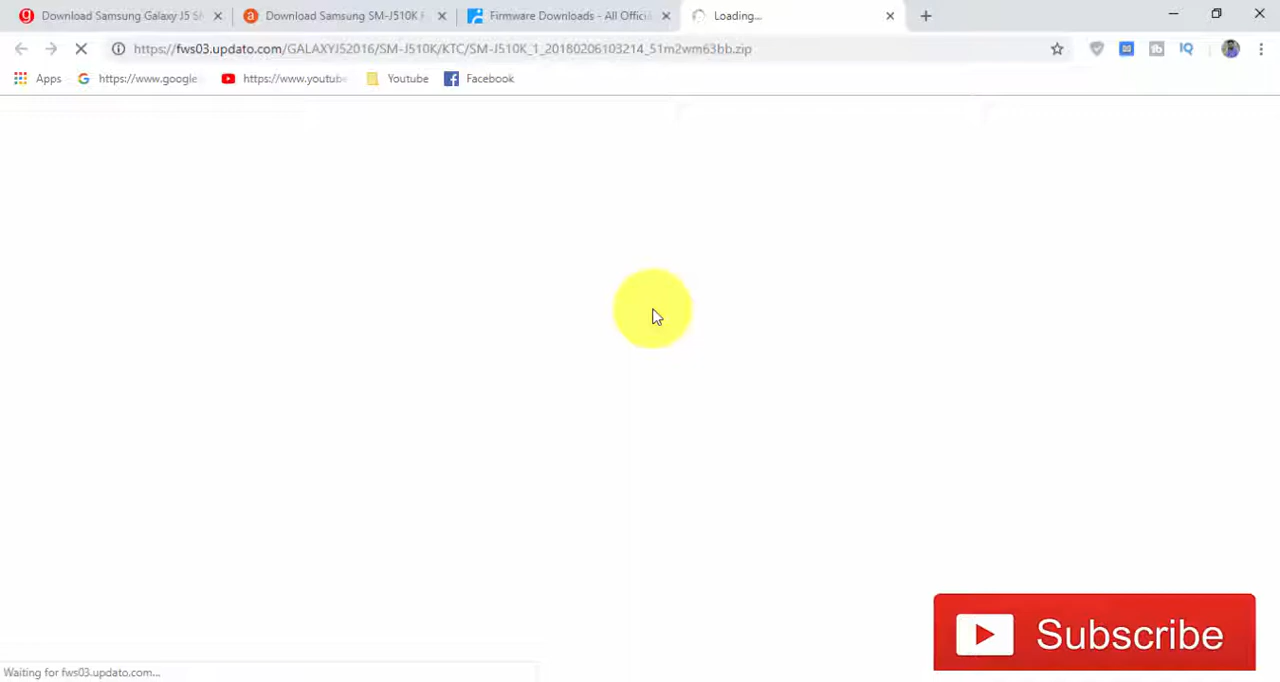 Download Samsung Galaxy J5 SM
Download Samsung SM-J510K F
Firmware Downloads - All Offici
Loading...
https://fws03.updato.com/GALAXYJ52016/SM-J510K/KTC/SM-J510K_1_20180206103214_51m2wm63bb.zip
Apps
https://www.google
https://www.youtube
Youtube
Facebook
Subscribe
Waiting for fws03.updato.com...